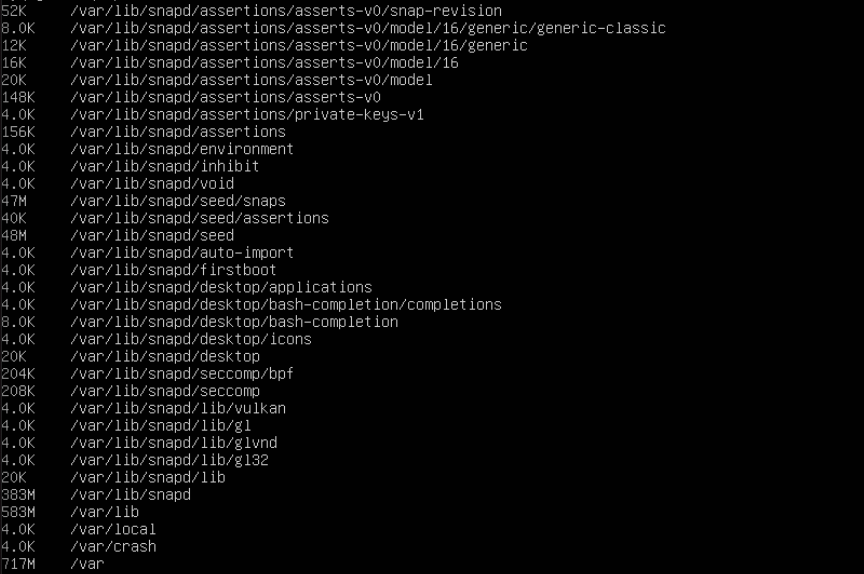 52K /var/lib/snapd/assertions/asserts-v0/snap-revision
8.0K /var/lib/snapd/assertions/asserts-v0/model/16/generic/generic-classic
12K /var/lib/snapd/assertions/asserts-v0/model/16/generic
16K /var/lib/snapd/assertions/asserts-v0/model/16
20K /var/lib/snapd/assertions/asserts-v0/model
148K /var/lib/snapd/assertions/asserts-v0
4.0K /var/lib/snapd/assertions/private-keys-v1
156K /var/lib/snapd/assertions
4.0K /var/lib/snapd/environment
4.0K /var/lib/snapd/inhibit
4.0K /var/lib/snapd/void
47M /var/lib/snapd/seed/snaps
40K /var/lib/snapd/seed/assertions
48M /var/lib/snapd/seed
4.0K /var/lib/snapd/auto-import
4.0K /var/lib/snapd/firstboot
4.0K /var/lib/snapd/desktop/applications
4.0K /var/lib/snapd/desktop/bash-completion/completions
8.0K /var/lib/snapd/desktop/bash-completion
4.0K /var/lib/snapd/desktop/icons
20K /var/lib/snapd/desktop
204K /var/lib/snapd/seccomp/bpf
208K /var/lib/snapd/seccomp
4.0K /var/lib/snapd/lib/vulkan
4.0K /var/lib/snapd/lib/gl
4.0K /var/lib/snapd/lib/glvnd
4.0K /var/lib/snapd/lib/gl32
20K /var/lib/snapd/lib
383M /var/lib/snapd
583M /var/lib
4.0K /var/local
4.0K /var/crash
717M /var